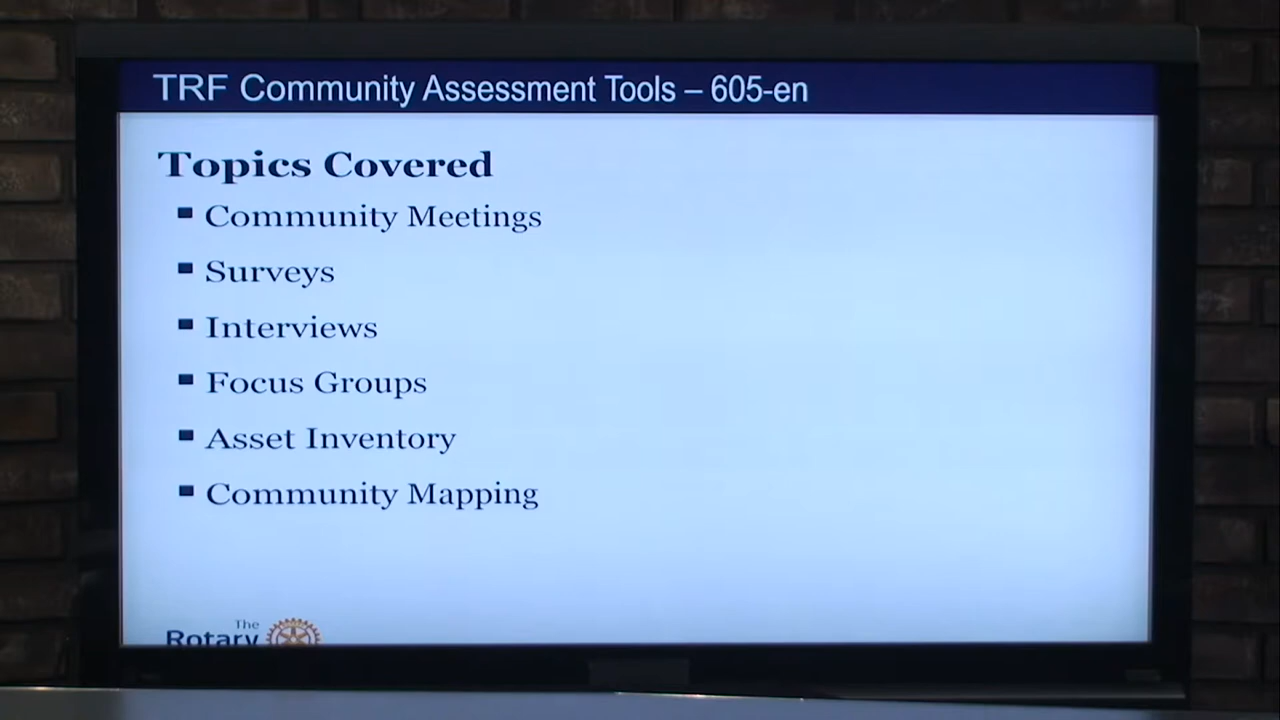 TRF Community Assessment Tools – 605-en
Topics Covered
Community Meetings
Surveys
Interviews
Focus Groups
Asset Inventory
Community Mapping
The
Rotary